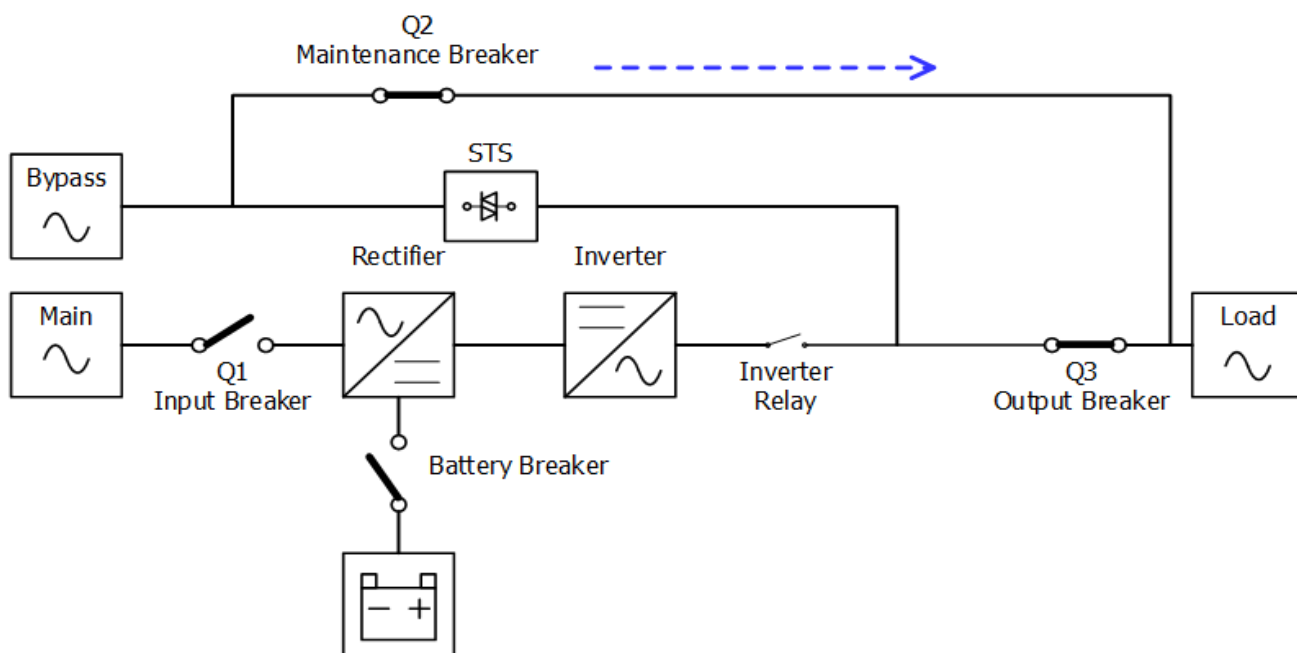 Q2
Maintenance Breaker
STS
Bypass
Rectifier
Inverter
Main
Load
Q1
Input Breaker
Inverter
Relay
Q3
Output Breaker
Battery Breaker